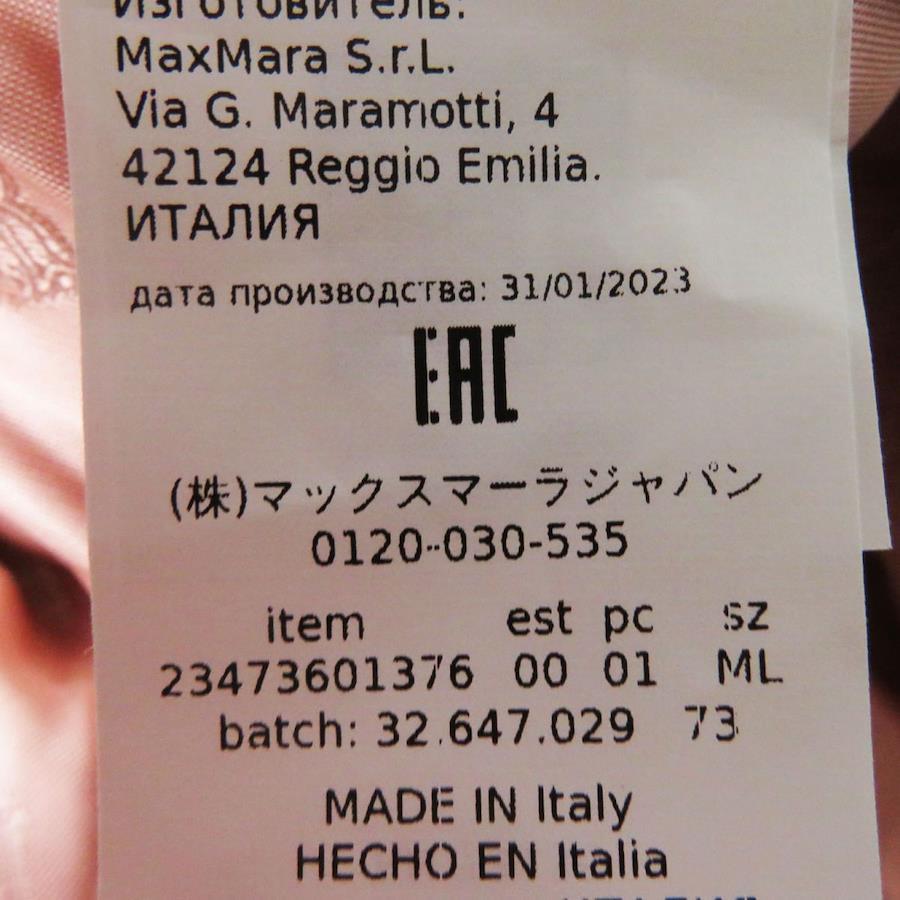 изготовитель:
MaxMara S.r.L.
Via G. Maramotti, 4
42124 Reggio Emilia.
ИТАЛИЯ
дата производства: 31/01/2023
EAC
(株)マックスマーラジャパン
0120-030-535
item est pc sz
23473601376 00 01 ML
batch: 32.647.029 73
MADE IN Italy
HECHO EN Italia